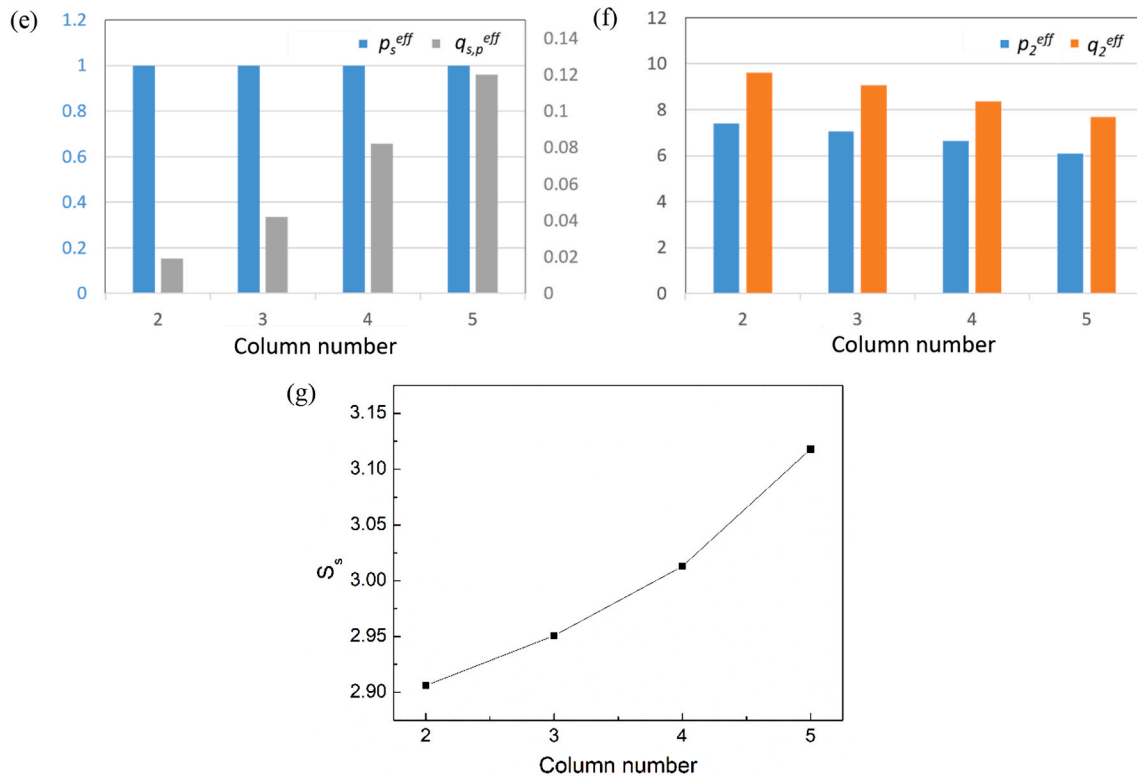 (e)
1.2
1
0.8
0.6
0.4
0.2
0
p_s^eff q_s,p^eff
0.14
0.12
0.1
0.08
0.06
0.04
0.02
0
2 3 4 5
Column number
(f)
12
10
8
6
4
2
0
p_2^eff q_2^eff
2 3 4 5
Column number
(g)
3.15
3.10
3.05
3.00
2.95
2.90
S_s
2 3 4 5
Column number